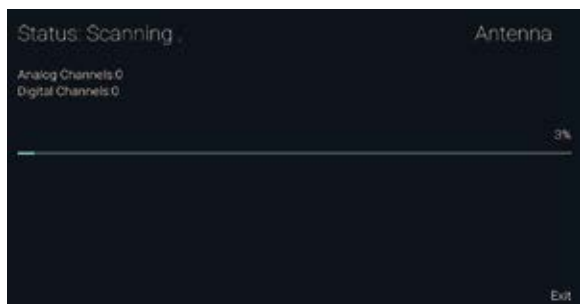 Status: Scanning .
Antenna
Analog Channels:0
Digital Channels:0
3%
Exit